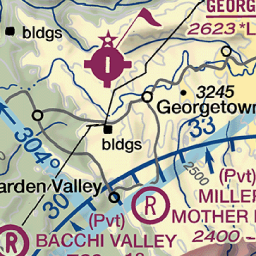 bldgs
GEORG
2623 *L
I
3245
Georgetown
bldgs
33
304°
2500
arden Valley
30
(Pvt)
MILLER
(Pvt)
R
MOTHER
2400 -
R
BACCHI VALLEY